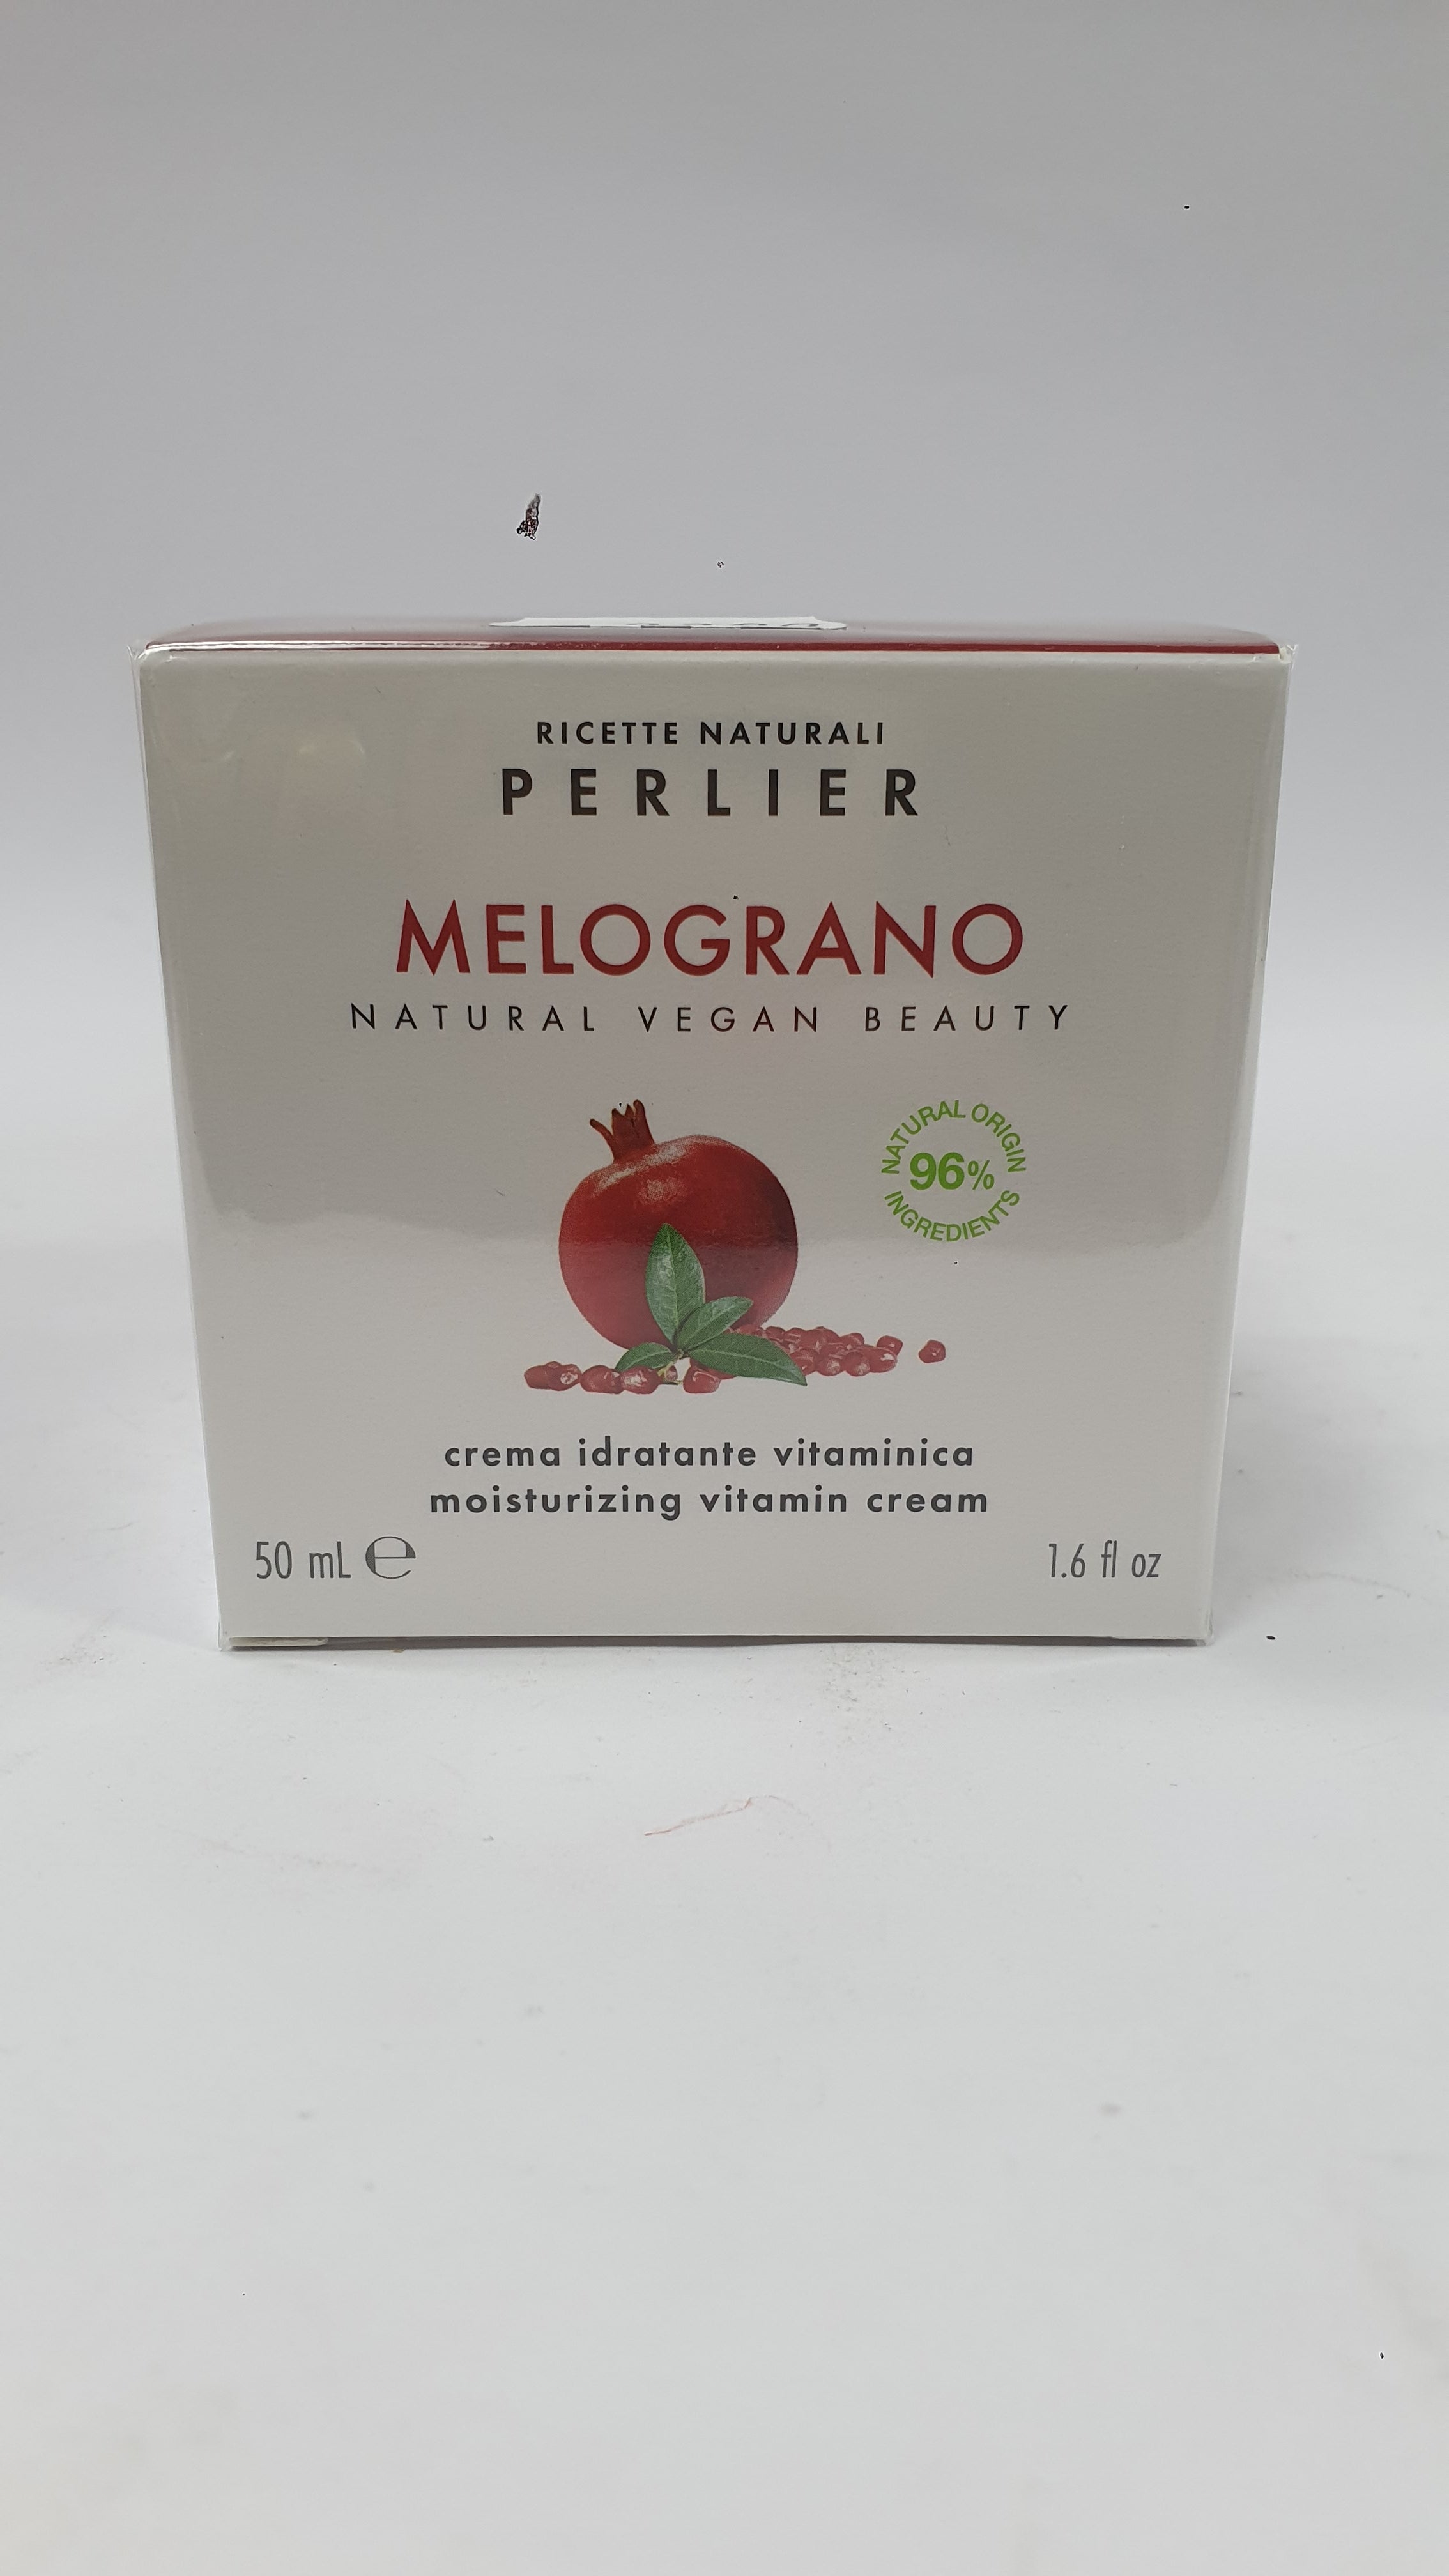 RICETTE NATURALI
PERLIER
MELOGRANO
NATURAL VEGAN BEAUTY
NATURAL ORIGIN
96%
INGREDIENTS
crema idratante vitaminica
moisturizing vitamin cream
50 mL ℮
1.6 fl oz